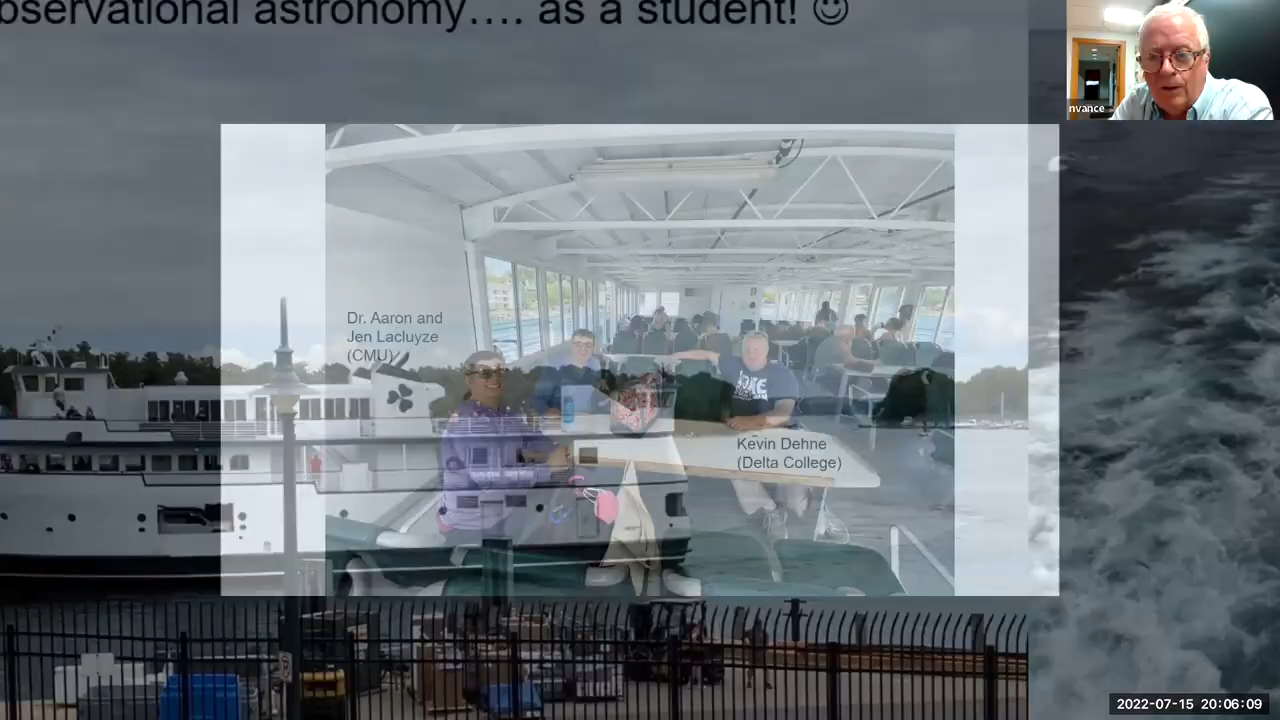 bservational astronomy.... as a student! ☺
nvance
Dr. Aaron and
Jen Lacluyze
(CMU)
Kevin Dehne
(Delta College)
2022-07-15 20:06:09